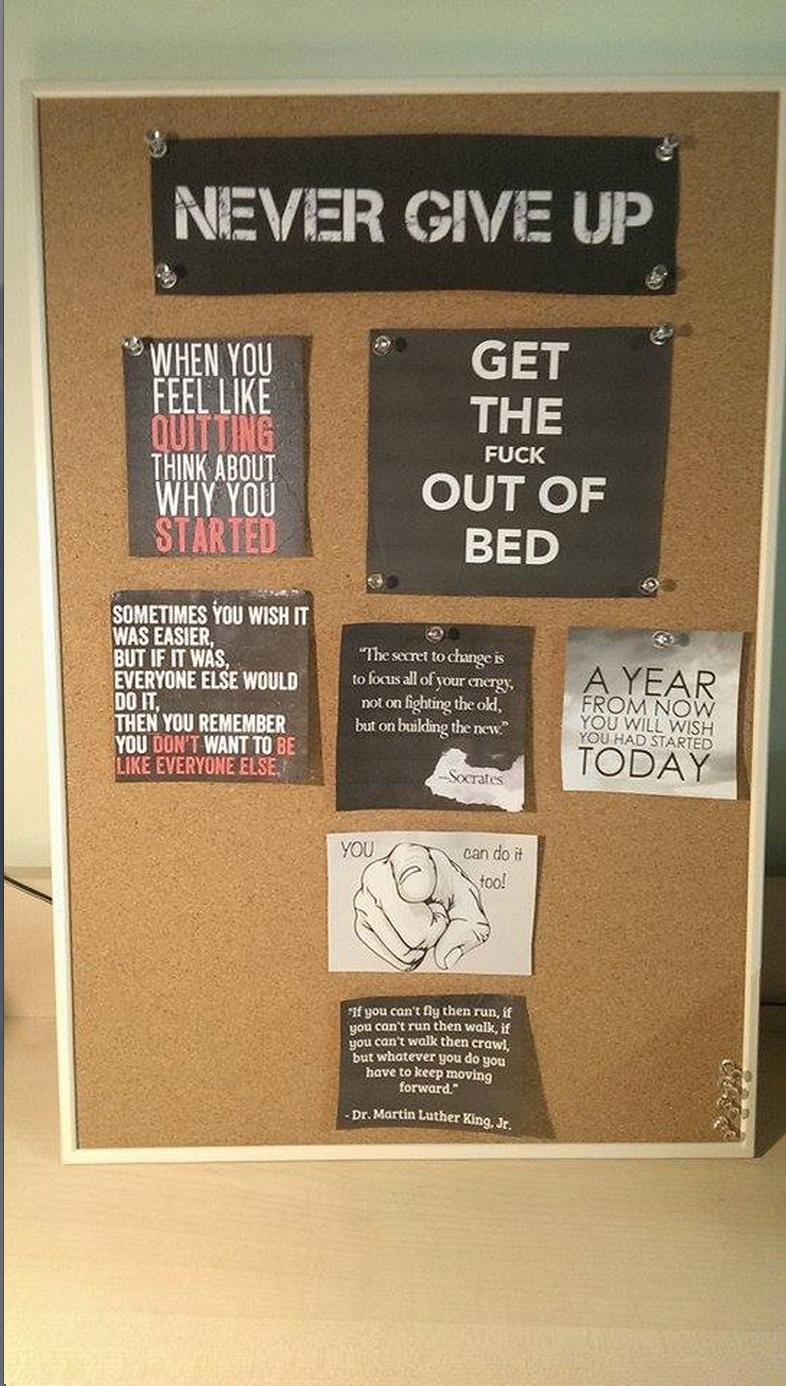 NEVER GIVE UP
WHEN YOU
FEEL LIKE
QUITTING
THINK ABOUT
WHY YOU
STARTED
GET
THE
FUCK
OUT OF
BED
SOMETIMES YOU WISH IT
WAS EASIER,
BUT IF IT WAS,
EVERYONE ELSE WOULD
DO IT,
THEN YOU REMEMBER
YOU DON'T WANT TO BE
LIKE EVERYONE ELSE.
"The secret to change is
to focus all of your energy,
not on fighting the old,
but on building the new."
—Socrates
A YEAR
FROM NOW
YOU WILL WISH
YOU HAD STARTED
TODAY
YOU can do it
too!
"If you can't fly then run, if
you can't run then walk, if
you can't walk then crawl,
but whatever you do you
have to keep moving
forward."
- Dr. Martin Luther King, Jr.